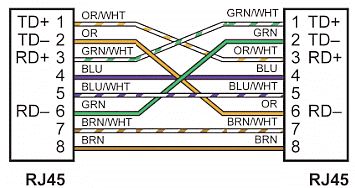 TD+ 1 OR/WHT GRN/WHT 1 TD+
TD– 2 OR GRN 2 TD–
RD+ 3 GRN/WHT OR/WHT 3 RD+
4 BLU BLU 4
5 BLU/WHT BLU/WHT 5
RD– 6 GRN OR 6 RD–
7 BRN/WHT BRN/WHT 7
8 BRN BRN 8
RJ45 RJ45